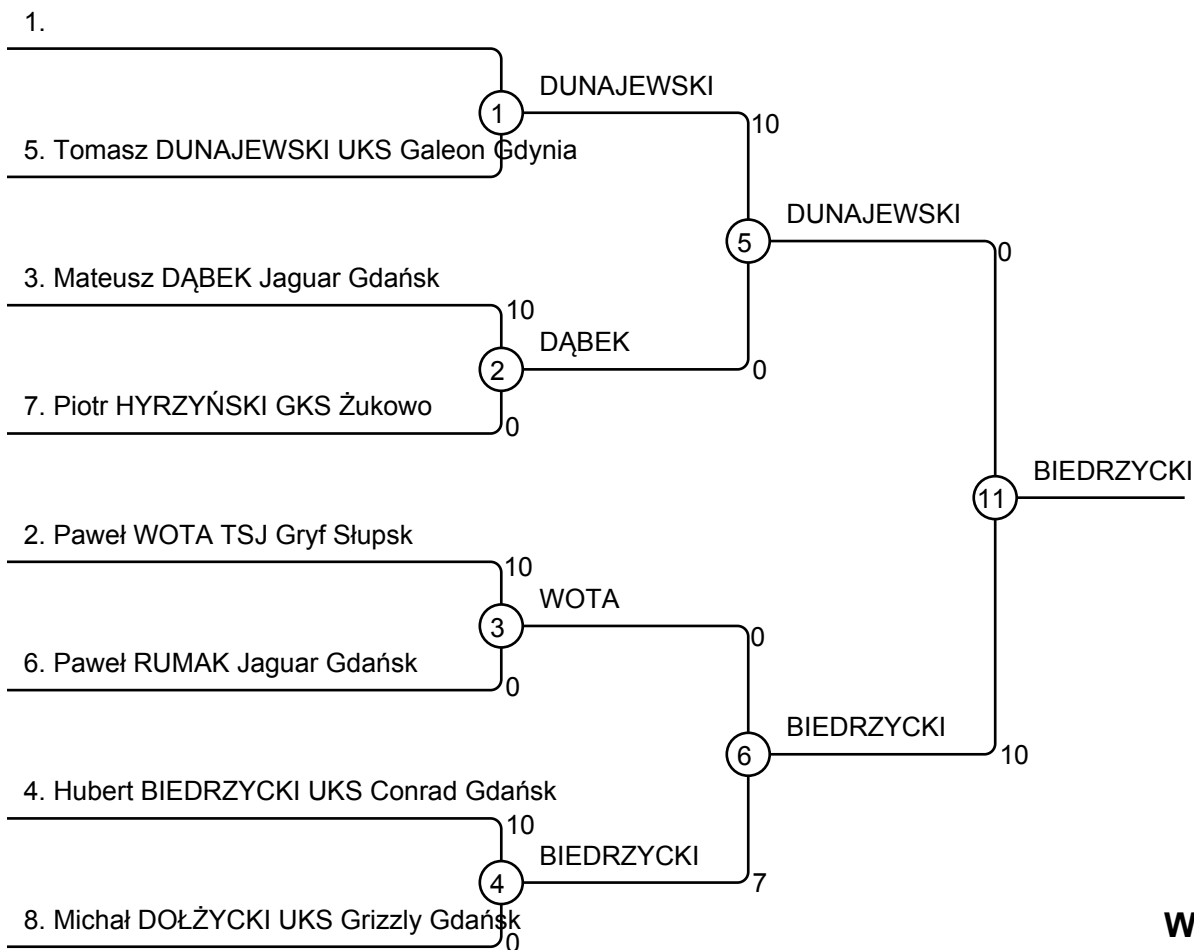 1.
DUNAJEWSKI
1
10
5. Tomasz DUNAJEWSKI UKS Galeon Gdynia
DUNAJEWSKI
5
0
3. Mateusz DĄBEK Jaguar Gdańsk
10
DĄBEK
2
0
7. Piotr HYRZYŃSKI GKS Żukowo
0
BIEDRZYCKI
11
2. Paweł WOTA TSJ Gryf Słupsk
10
WOTA
3
0
6. Paweł RUMAK Jaguar Gdańsk
0
BIEDRZYCKI
6
10
4. Hubert BIEDRZYCKI UKS Conrad Gdańsk
10
BIEDRZYCKI
4
7
8. Michał DOŁŻYCKI UKS Grizzly Gdańsk
0
W